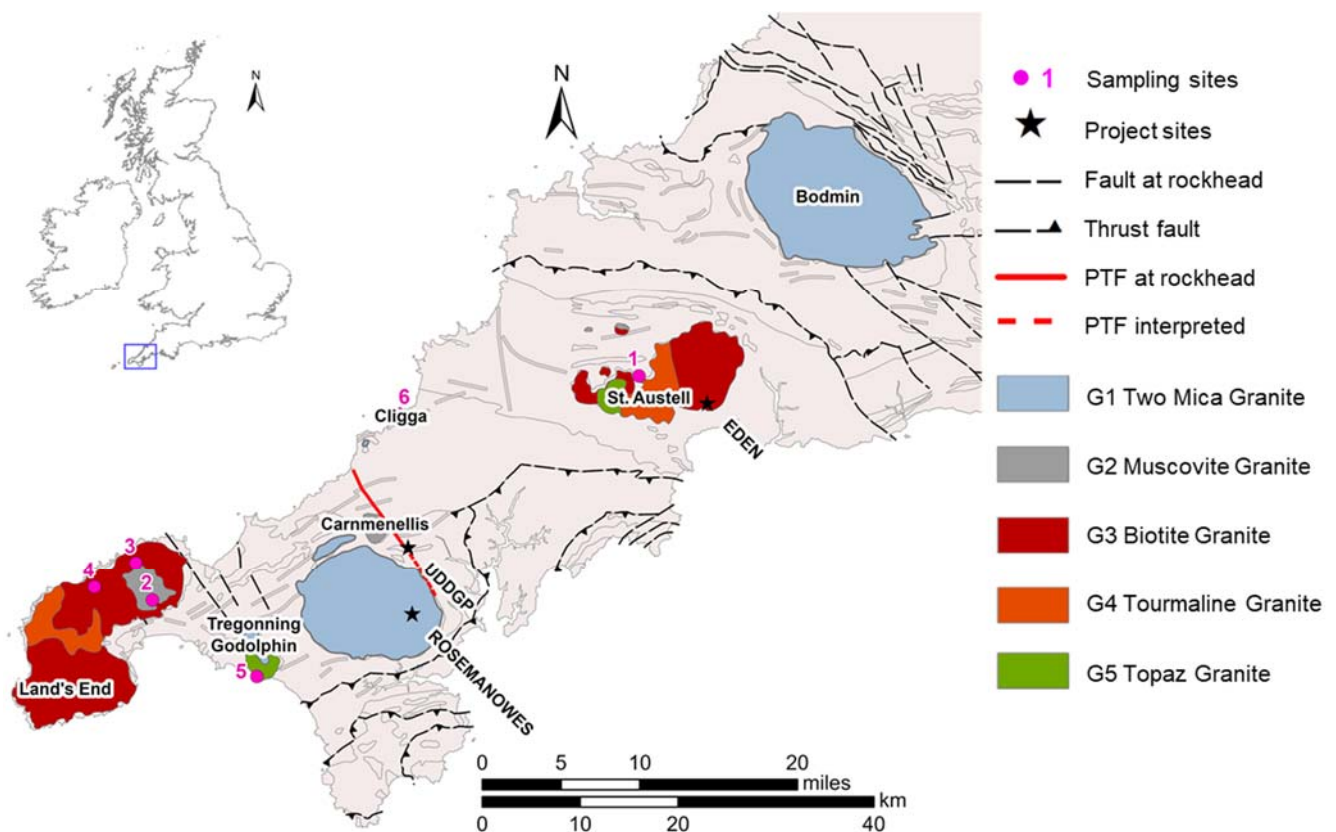 N
N
1 Sampling sites
Project sites
Fault at rockhead
Thrust fault
PTF at rockhead
PTF interpreted
G1 Two Mica Granite
G2 Muscovite Granite
G3 Biotite Granite
G4 Tourmaline Granite
G5 Topaz Granite
Bodmin
1
St. Austell
EDEN
6
Cligga
Carnmenellis
UDDGP
ROSEMANOWES
3
4
2
Tregonning
Godolphin
5
Land's End
0 5 10 20
miles
km
0 10 20 40